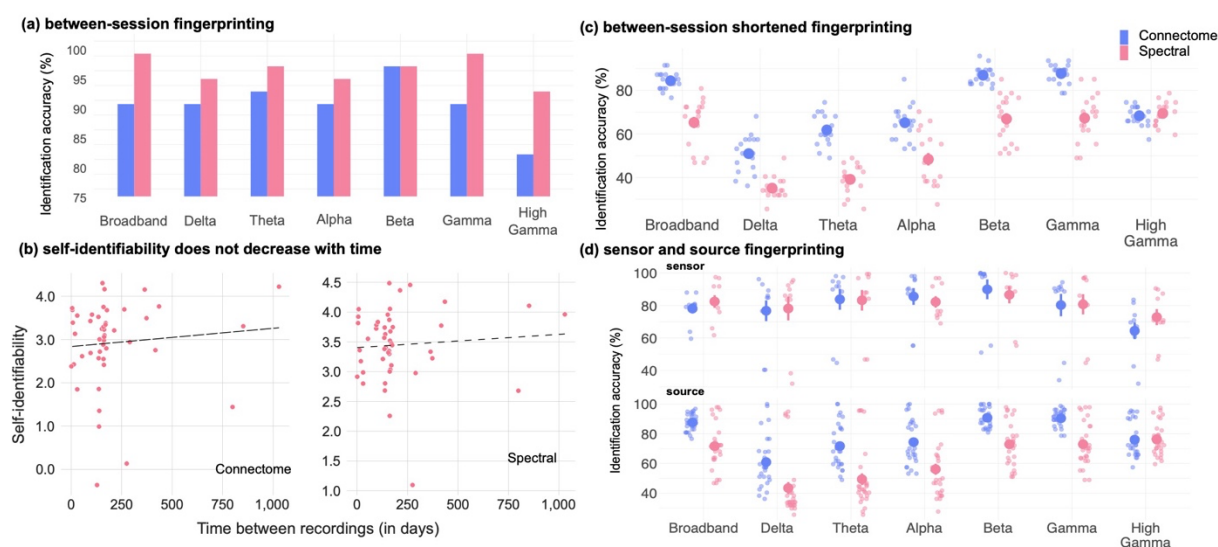 (a) between-session fingerprinting
Identification accuracy (%)
100
95
90
85
80
75
Broadband
Delta
Theta
Alpha
Beta
Gamma
High
Gamma
(b) self-identifiability does not decrease with time
Self-identifiability
4.0
3.0
2.0
1.0
0.0
0
250
500
750
1,000
Connectome
4.5
4.0
3.5
3.0
2.5
2.0
1.5
1.0
0
250
500
750
1,000
Spectral
Time between recordings (in days)
(c) between-session shortened fingerprinting
Connectome
Spectral
Identification accuracy (%)
80
60
40
Broadband
Delta
Theta
Alpha
Beta
Gamma
High
Gamma
(d) sensor and source fingerprinting
Identification accuracy (%)
sensor
100
80
60
40
source
100
80
60
40
Broadband
Delta
Theta
Alpha
Beta
Gamma
High
Gamma